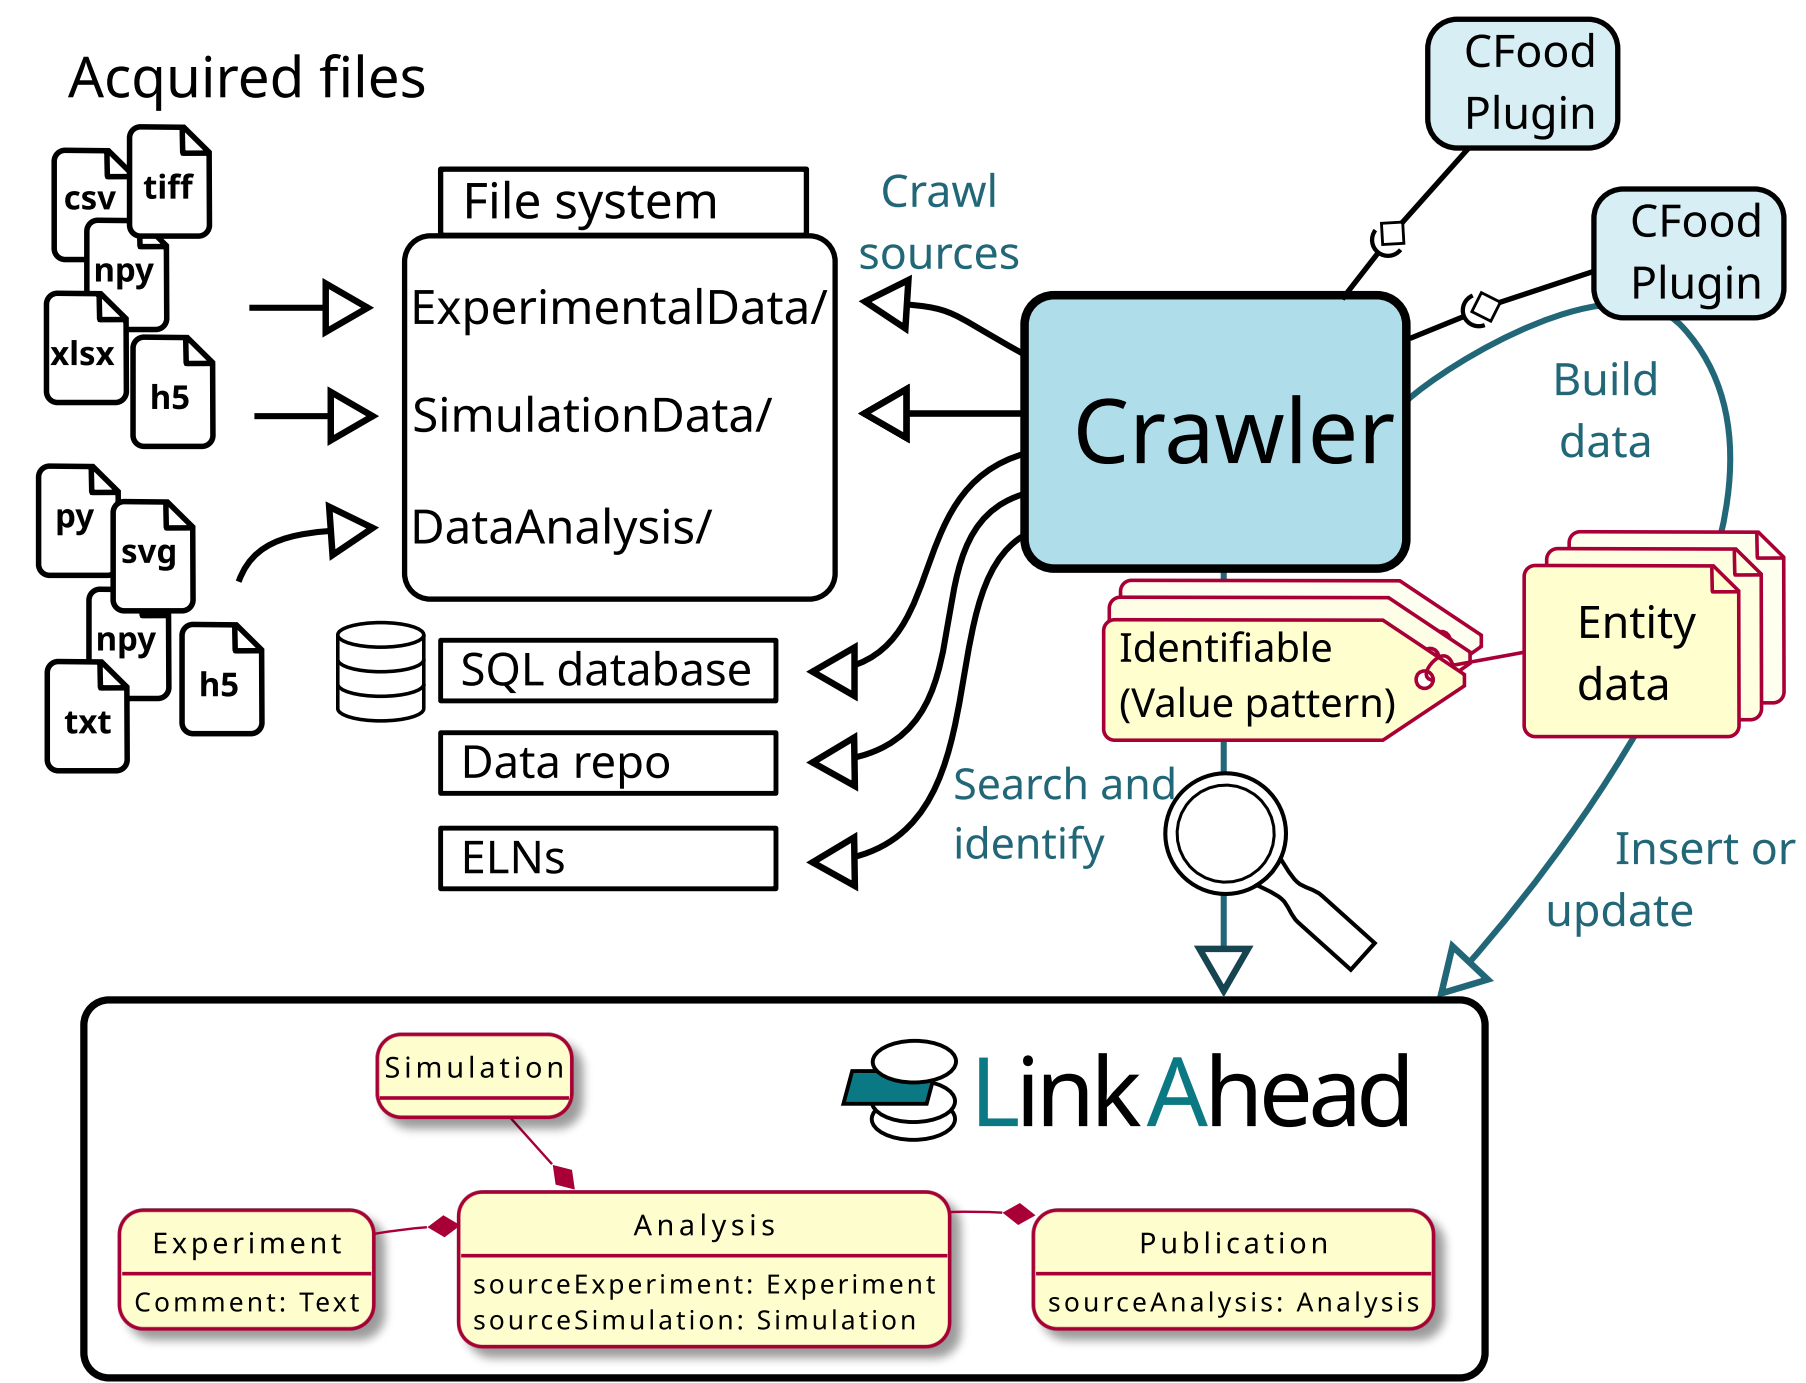 Acquired files
csv
tiff
npy
xlsx
h5
py
svg
npy
h5
txt
File system
ExperimentalData/
SimulationData/
DataAnalysis/
SQL database
Data repo
ELNs
Crawl
sources
Crawler
CFood
Plugin
CFood
Plugin
Build
data
Identifiable
(Value pattern)
Entity
data
Search and
identify
Insert or
update
LinkAhead
Simulation
Experiment
Comment: Text
Analysis
sourceExperiment: Experiment
sourceSimulation: Simulation
Publication
sourceAnalysis: Analysis